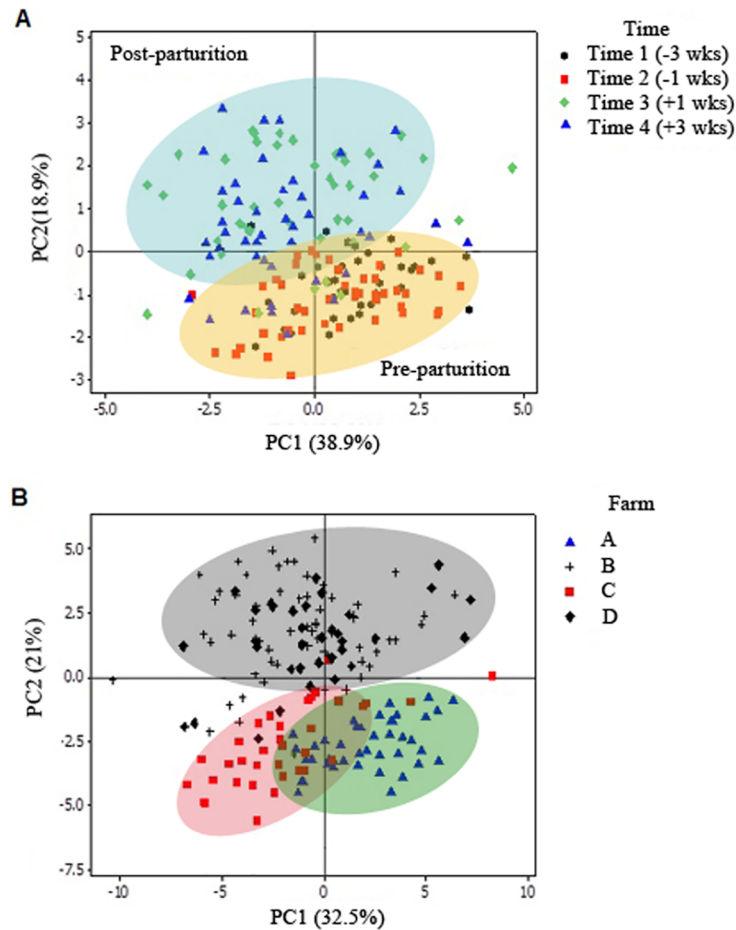 A
Post-parturition
5
4
3
2
1
0
-1
-2
-3
PC2(18.9%)
-5.0
-2.5
0.0
2.5
5.0
PC1 (38.9%)
Pre-parturition
Time
Time 1 (-3 wks)
Time 2 (-1 wks)
Time 3 (+1 wks)
Time 4 (+3 wks)
B
5.0
2.5
0.0
-2.5
-5.0
-7.5
PC2 (21%)
-10
-5
0
5
10
PC1 (32.5%)
Farm
A
B
C
D